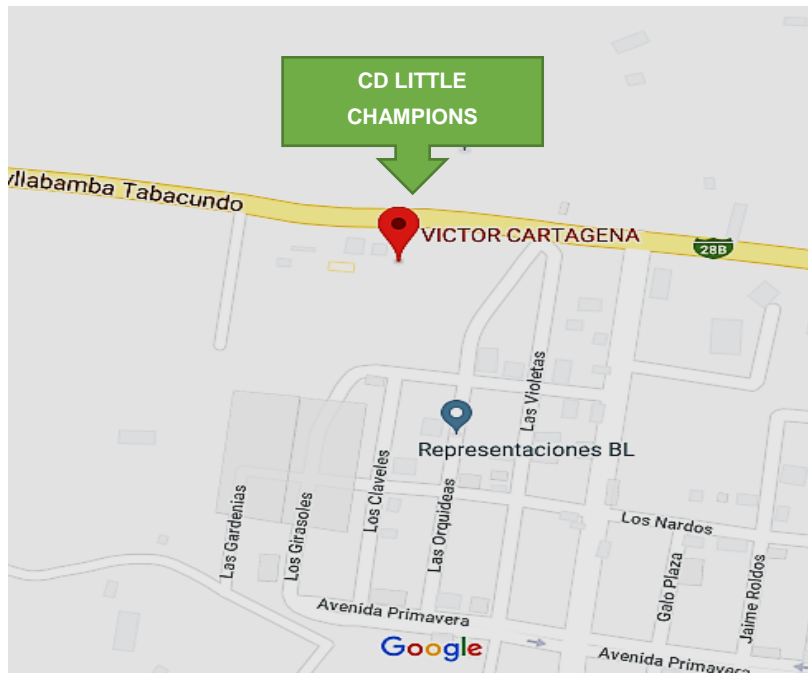 CD LITTLE
CHAMPIONS
yllabamba Tabacundo
VICTOR CARTAGENA
28B
Las Violetas
Representaciones BL
Los Claveles
Las Orquideas
Las Gardenias
Los Girasoles
Los Nardos
Galo Plaza
Jaime Roldos
Avenida Primavera
Google
Avenida Primavera